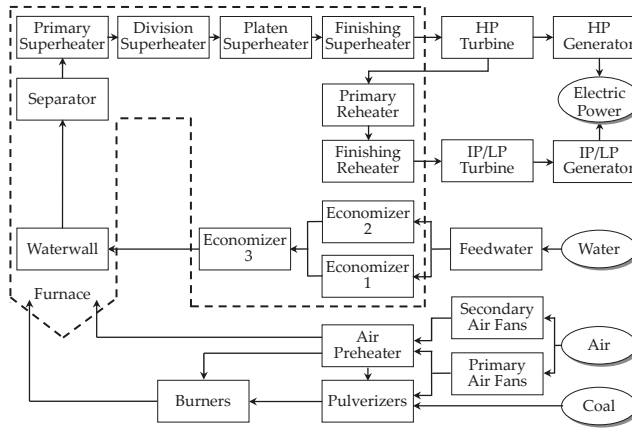 Primary
Superheater
Division
Superheater
Platen
Superheater
Finishing
Superheater
HP
Turbine
HP
Generator
Separator
Primary
Reheater
Electric
Power
Finishing
Reheater
IP/LP
Turbine
IP/LP
Generator
Waterwall
Economizer
3
Economizer
2
Economizer
1
Feedwater
Water
Furnace
Air
Preheater
Secondary
Air Fans
Primary
Air Fans
Air
Burners
Pulverizers
Coal